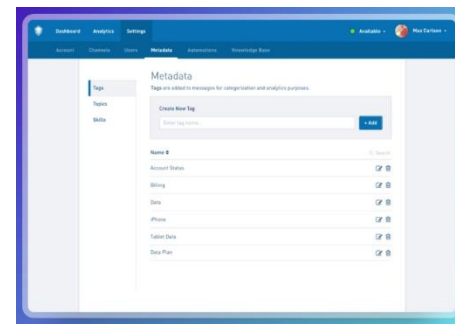 Dashboard Analytics Settings Available Max Carlson
Account Channels Users Metadata Automations Knowledge Base
Metadata
Tags are added to messages for categorization and analytics purposes
Tags
Topics
Skills
Create New Tag
Enter tag name...
+ Add
Name
Search
Account Status
Billing
Data
iPhone
Tablet Data
Data Plan